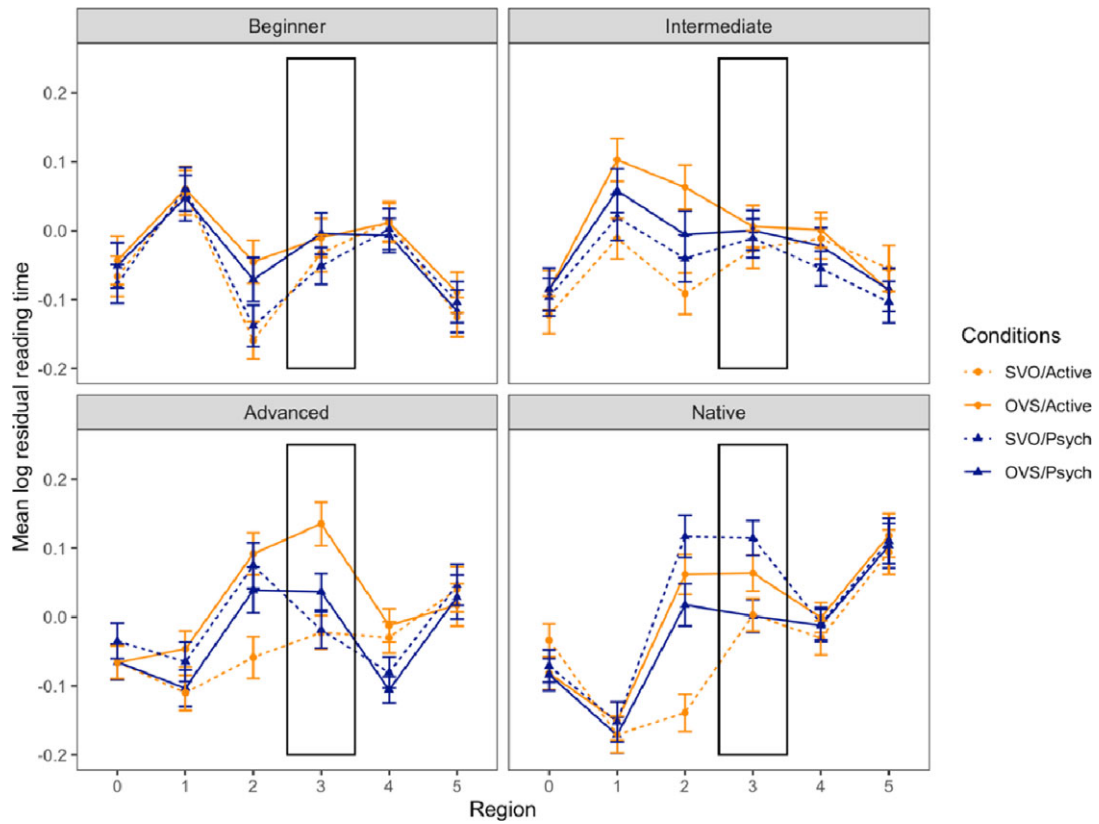 Beginner
Intermediate
0.2
0.1
0.0
-0.1
-0.2
Advanced
Native
0.2
0.1
0.0
-0.1
-0.2
0 1 2 3 4 5
0 1 2 3 4 5
Region
Mean log residual reading time
Conditions
SVO/Active
OVS/Active
SVO/Psych
OVS/Psych